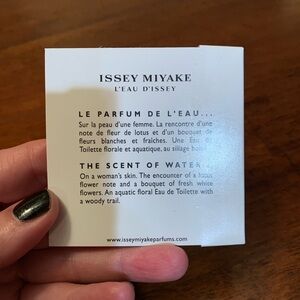 ISSEY MIYAKE
L'EAU D'ISSEY
LE PARFUM DE L'EAU...
Sur la peau d'une femme. La rencontre d'une
note de fleur de lotus et d'un bouquet de
fleurs blanches et fraîches. Une Eau de
Toilette florale et aquatique, au sillage
THE SCENT OF WATER...
On a woman's skin. The encounter of a lotus
flower note and a bouquet of fresh white
flowers. An aquatic floral Eau de Toilette with
a woody trail.
www.isseymiyakeparfums.com